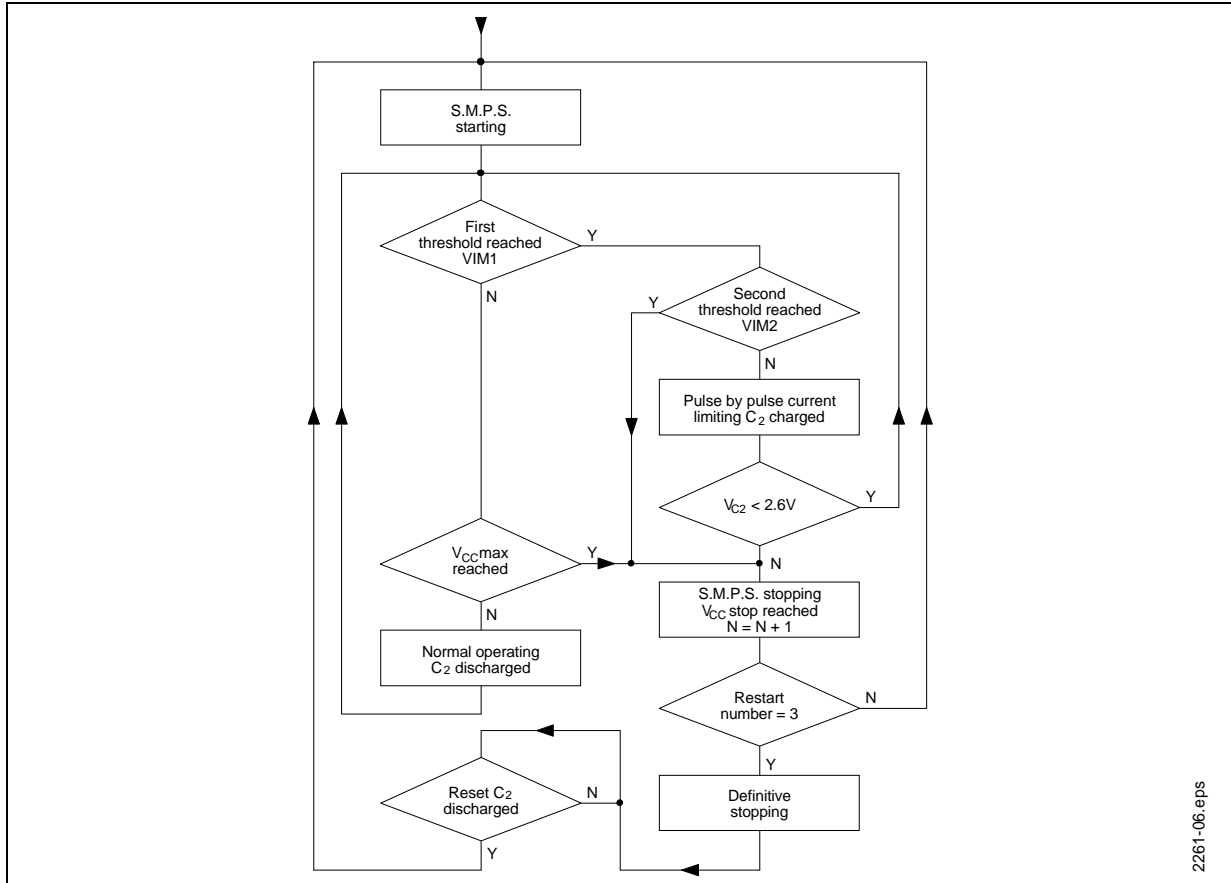 S.M.P.S.
starting
First
threshold reached
VIM1
Y
N
Second
threshold reached
VIM2
Y
N
Pulse by pulse current
limiting C2 charged
VC2 < 2.6V
Y
N
VCC max
reached
Y
N
S.M.P.S. stopping
VCC stop reached
N = N + 1
Normal operating
C2 discharged
Restart
number = 3
N
Y
Definitive
stopping
Reset C2
discharged
N
Y
2261-06.eps